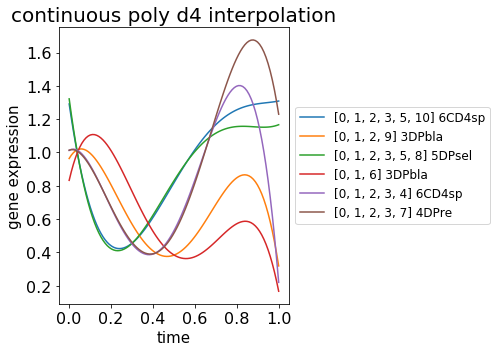 continuous poly d4 interpolation
gene expression
1.6
1.4
1.2
1.0
0.8
0.6
0.4
0.2
0.0 0.2 0.4 0.6 0.8 1.0
time
[0, 1, 2, 3, 5, 10] 6CD4sp
[0, 1, 2, 9] 3DPbla
[0, 1, 2, 3, 5, 8] 5DPsel
[0, 1, 6] 3DPbla
[0, 1, 2, 3, 4] 6CD4sp
[0, 1, 2, 3, 7] 4DPre